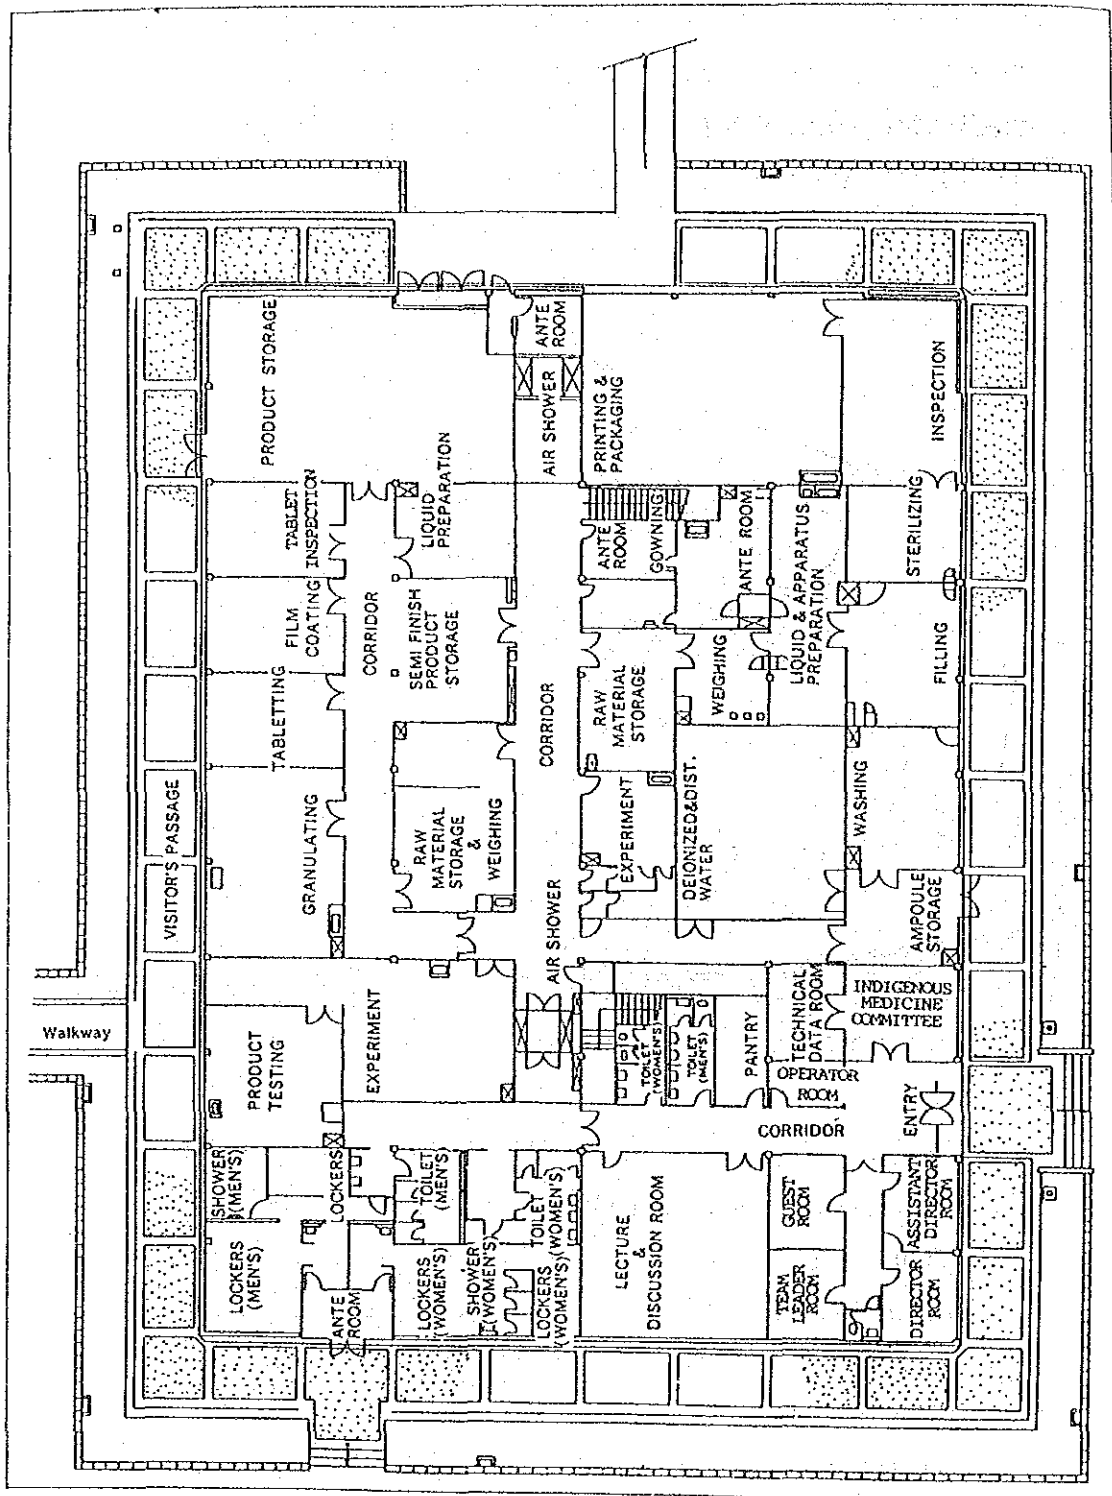 PRODUCT STORAGE
ANTE
ROOM
AIR SHOWER
PRINTING &
PACKAGING
INSPECTION
TABLET
INSPECTION
LIQUID
PREPARATION
ANTE
ROOM
GOWNING
ANTE ROOM
LIQUID & APPARATUS
PREPARATION
STERILIZING
FILM
COATING
CORRIDOR
SEMI FINISH
PRODUCT
STORAGE
TABLETTING
CORRIDOR
RAW
MATERIAL
STORAGE
WEIGHING
FILLING
VISITOR'S PASSAGE
GRANULATING
RAW
MATERIAL
STORAGE
&
WEIGHING
EXPERIMENT
DEIONIZED&DIST.
WATER
WASHING
AIR SHOWER
AMPOULE
STORAGE
Walkway
PRODUCT
TESTING
EXPERIMENT
TOILET
(WOMEN'S)
TOILET
(MEN'S)
PANTRY
TECHNICAL
DATA ROOM
INDIGENOUS
MEDICINE
COMMITTEE
OPERATOR
ROOM
CORRIDOR
ENTRY
SHOWER
(MEN'S)
LOCKERS
TOILET
(MEN'S)
TOILET
(WOMEN'S)
LOCKERS
(MEN'S)
ANTE
ROOM
LOCKERS
(WOMEN'S)
SHOWER
(WOMEN'S)
LOCKERS
(WOMEN'S)
LECTURE
&
DISCUSSION ROOM
GUEST
ROOM
TEAM
LEADER
ROOM
ASSISTANT
DIRECTOR
ROOM
DIRECTOR
ROOM